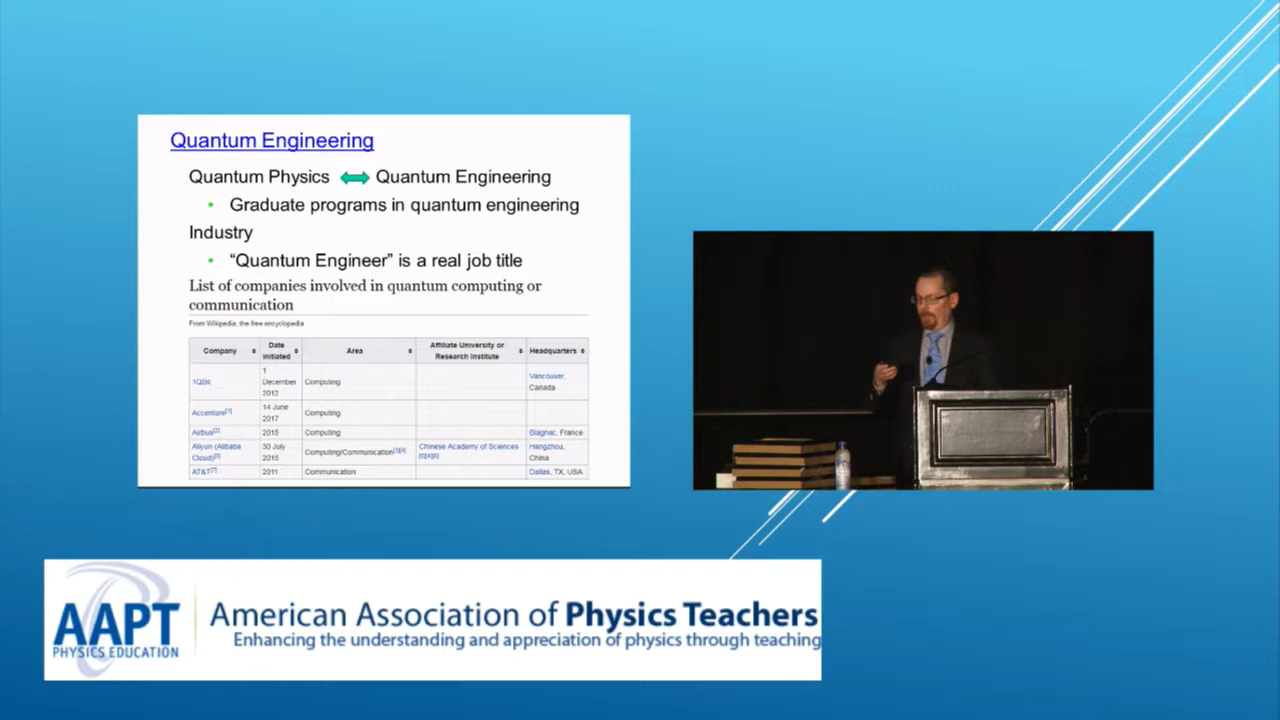 Quantum Engineering
Quantum Physics Quantum Engineering
• Graduate programs in quantum engineering
Industry
• “Quantum Engineer” is a real job title
List of companies involved in quantum computing or
communication
From Wikipedia, the free encyclopedia
Company Date initiated Area Affiliate University or Research Institute Headquarters
1QBit 1 December 2012 Computing Vancouver, Canada
Accenture[1] 14 June 2017 Computing
Airbus[2] 2015 Computing Blagnac, France
Aliyun (Alibaba Cloud)[3] 30 July 2015 Computing/Communication[3][4] Chinese Academy of Sciences Hangzhou, China
AT&T[7] 2011 Communication Dallas, TX, USA
AAPT
PHYSICS EDUCATION
American Association of Physics Teachers
Enhancing the understanding and appreciation of physics through teaching